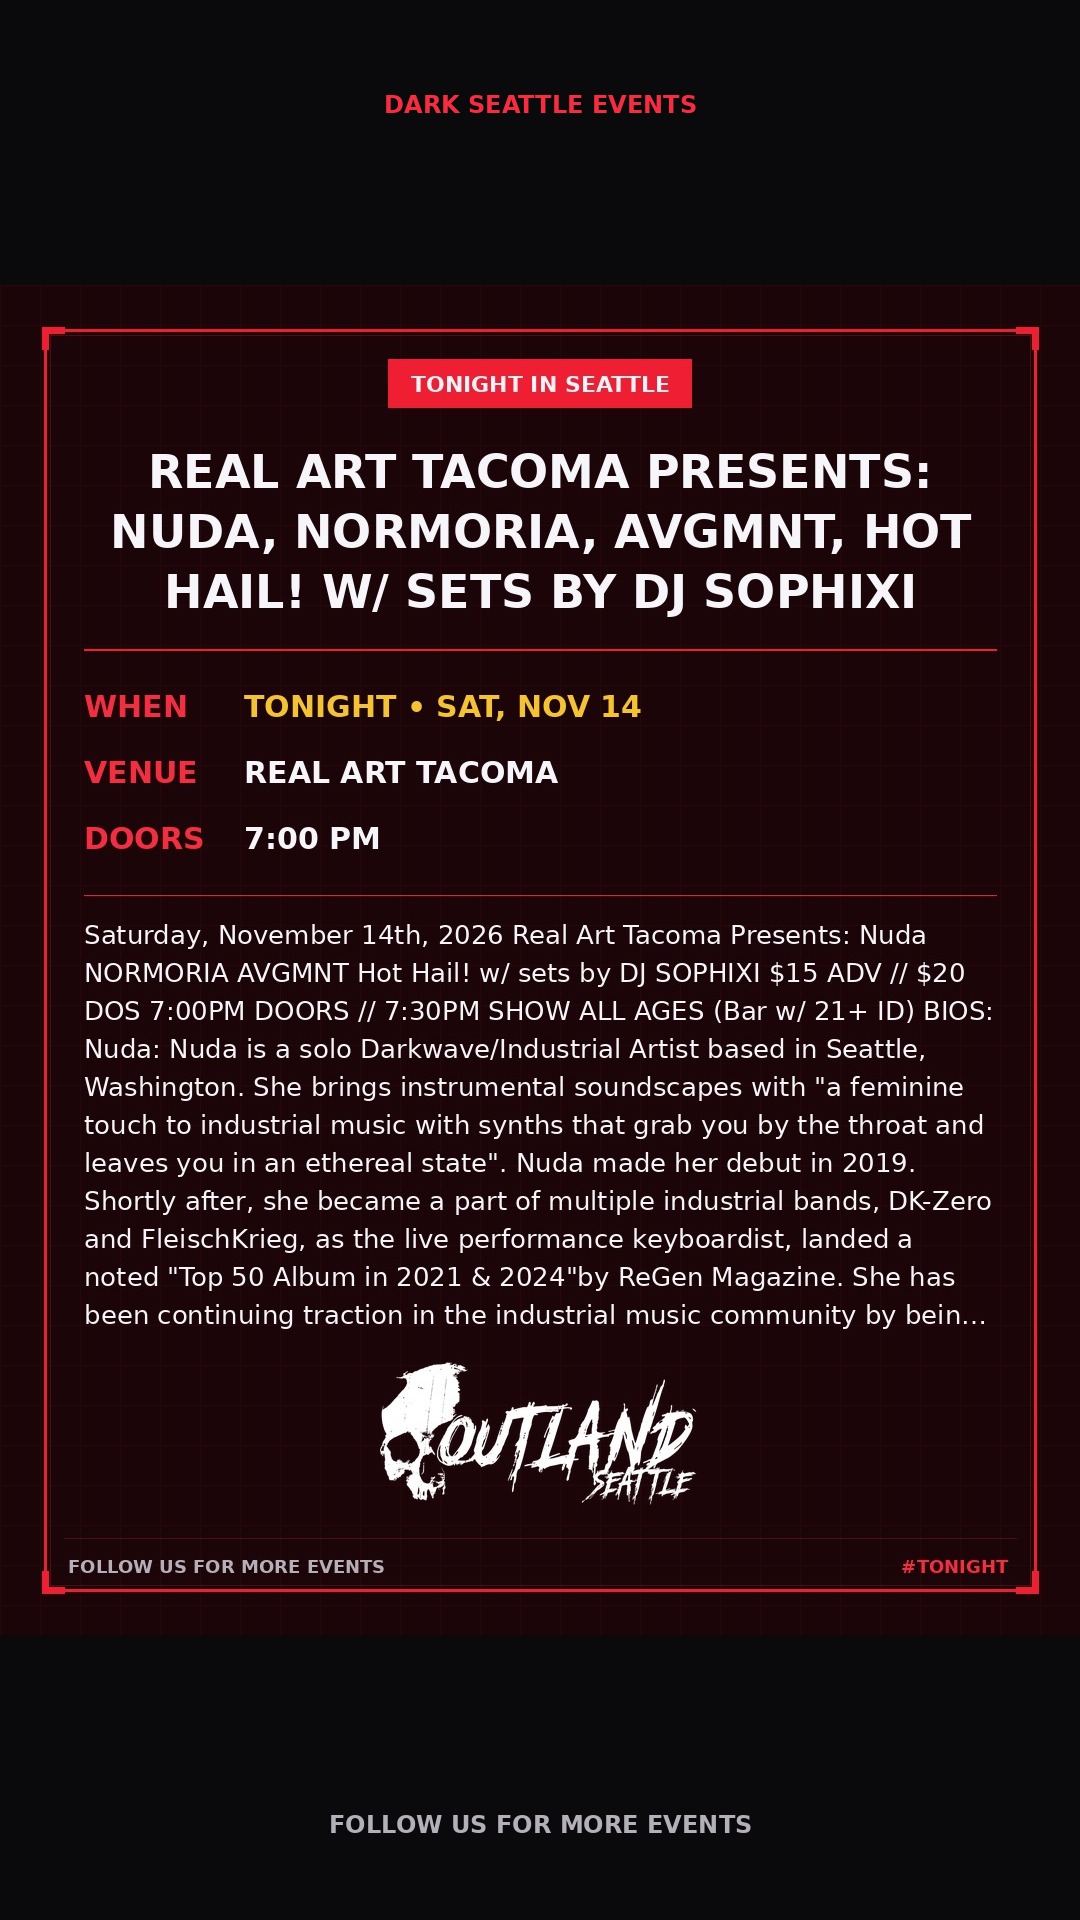 DARK SEATTLE EVENTS
TONIGHT IN SEATTLE
REAL ART TACOMA PRESENTS:
NUDA, NORMORIA, AVGMNT, HOT
HAIL! W/ SETS BY DJ SOPHIXI
WHEN TONIGHT • SAT, NOV 14
VENUE REAL ART TACOMA
DOORS 7:00 PM
Saturday, November 14th, 2026 Real Art Tacoma Presents: Nuda
NORMORIA AVGMNT Hot Hail! w/ sets by DJ SOPHIXI $15 ADV // $20
DOS 7:00PM DOORS // 7:30PM SHOW ALL AGES (Bar w/ 21+ ID) BIOS:
Nuda: Nuda is a solo Darkwave/Industrial Artist based in Seattle,
Washington. She brings instrumental soundscapes with "a feminine
touch to industrial music with synths that grab you by the throat and
leaves you in an ethereal state". Nuda made her debut in 2019.
Shortly after, she became a part of multiple industrial bands, DK-Zero
and FleischKrieg, as the live performance keyboardist, landed a
noted "Top 50 Album in 2021 & 2024"by ReGen Magazine. She has
been continuing traction in the industrial music community by bein...
OUTLAND
SEATTLE
FOLLOW US FOR MORE EVENTS #TONIGHT
FOLLOW US FOR MORE EVENTS